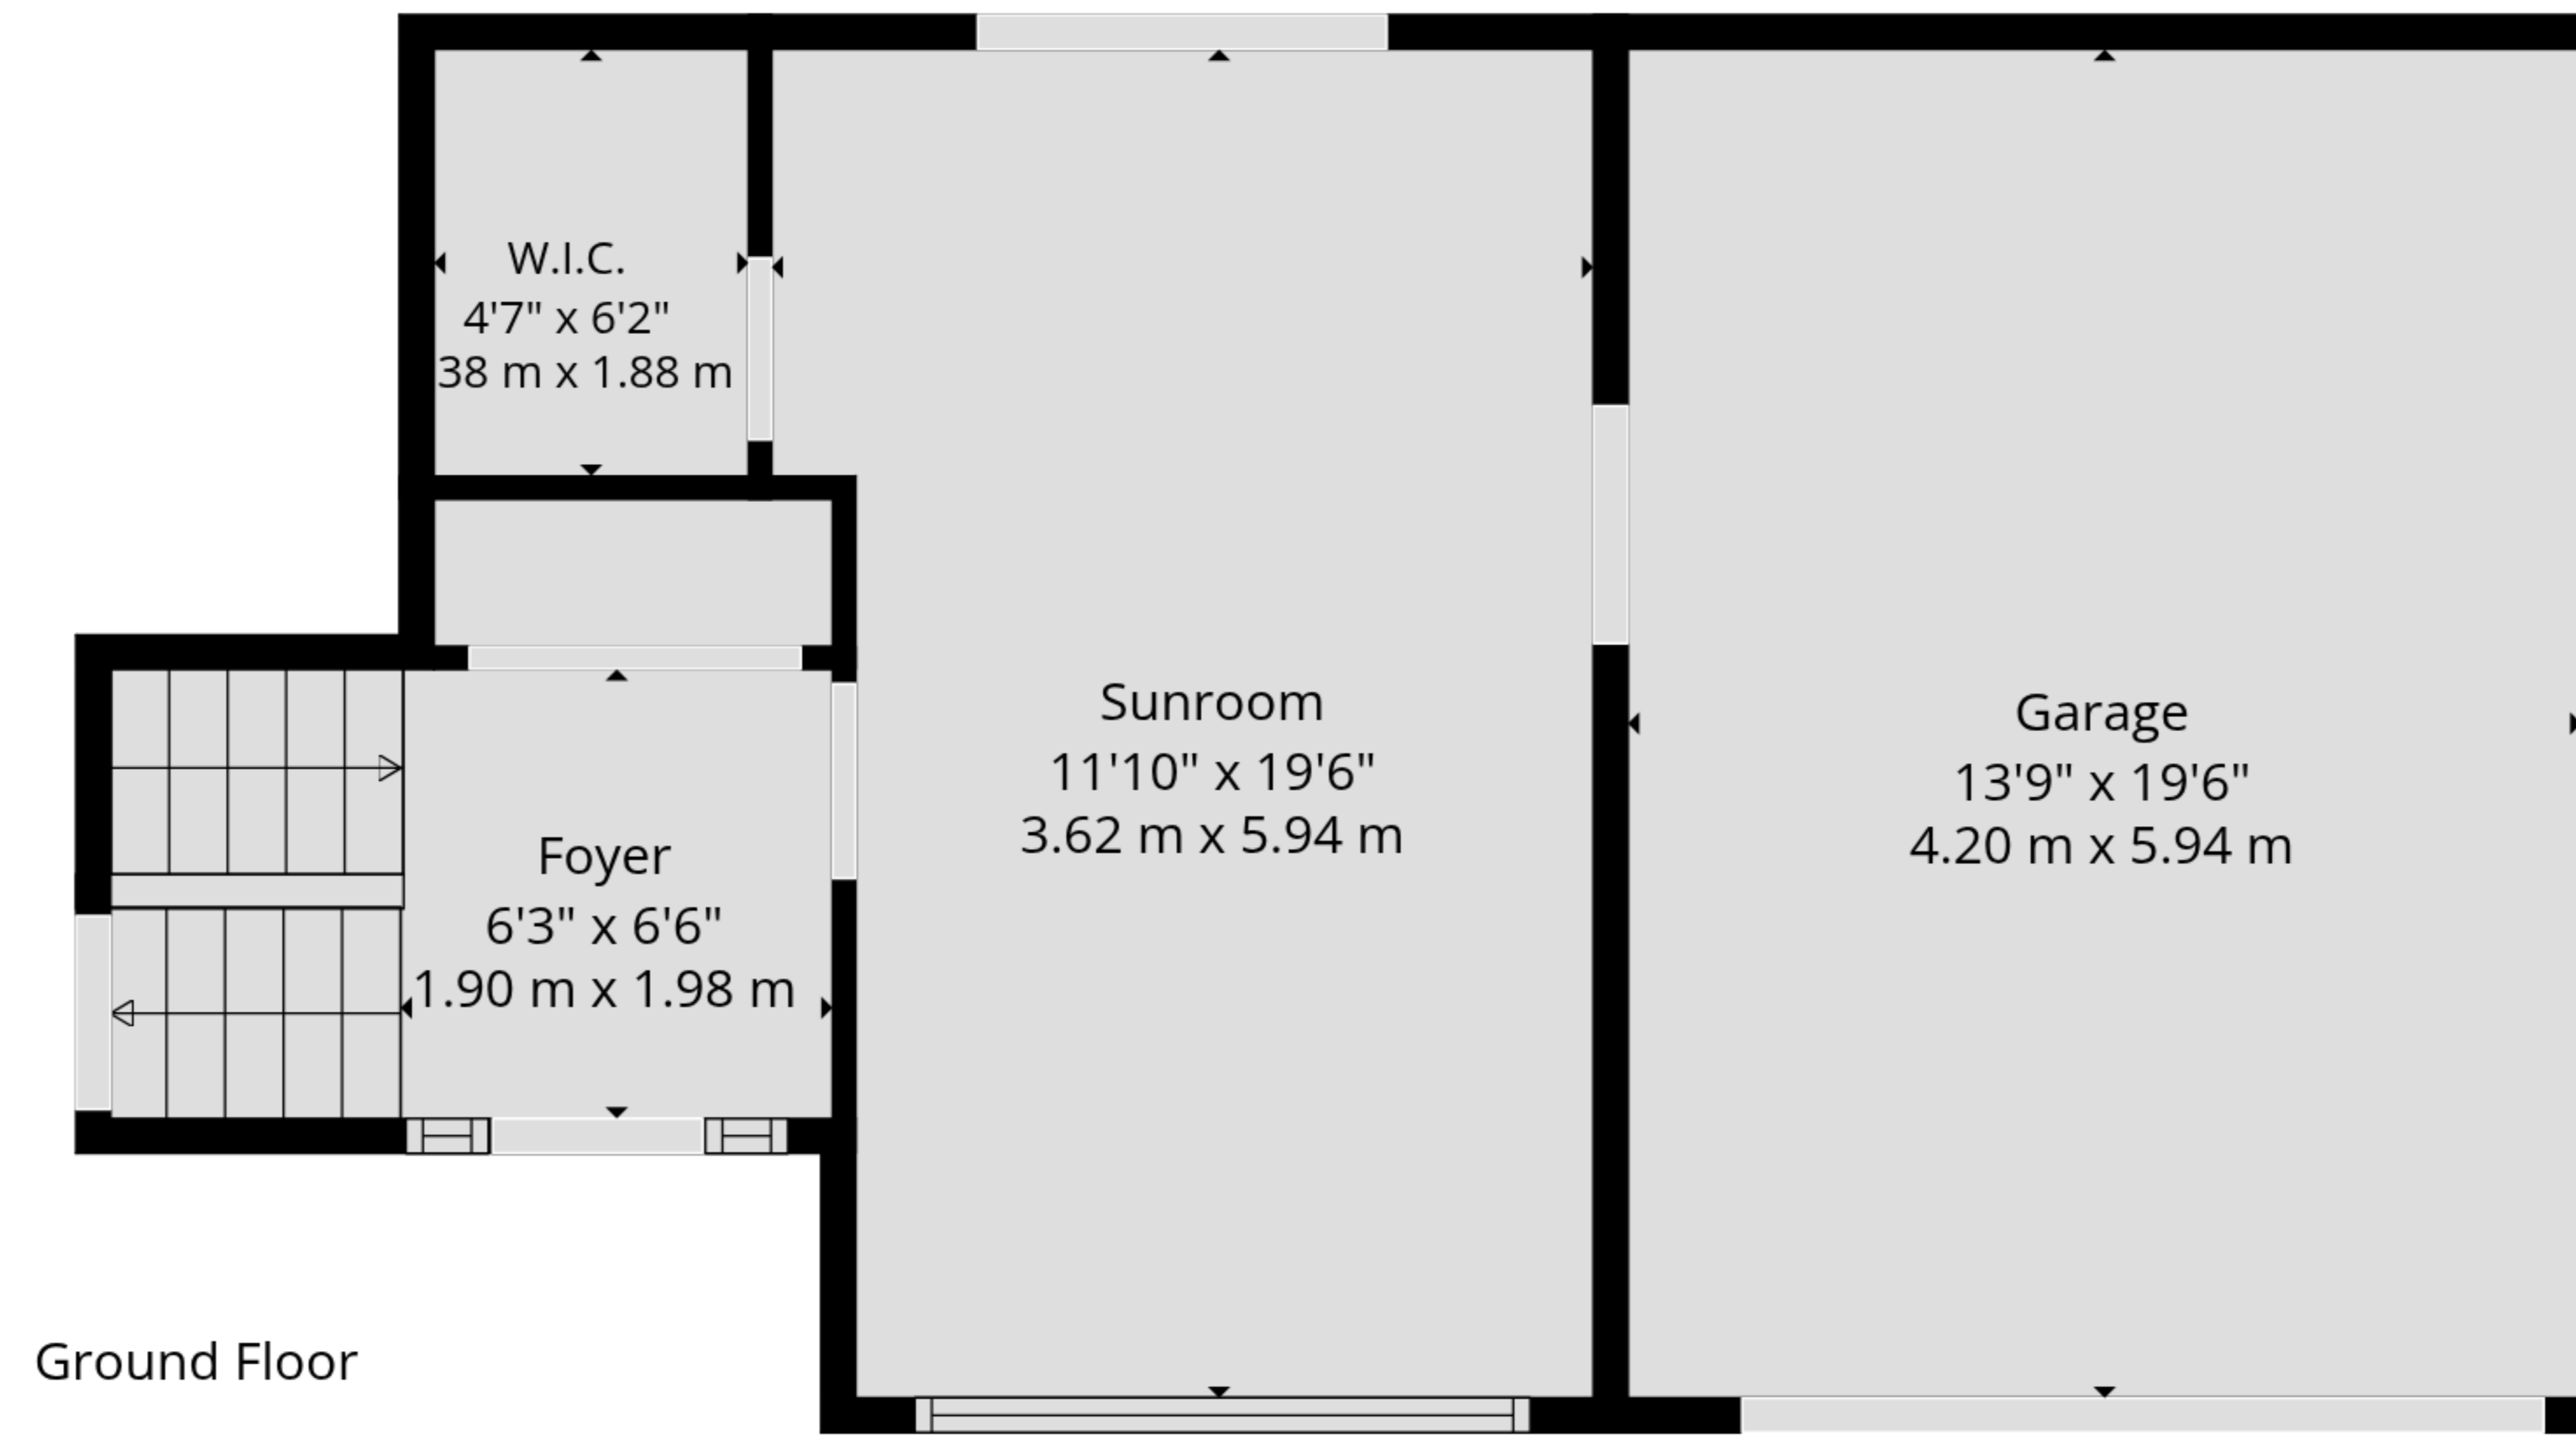 W.I.C.
4'7" x 6'2"
38 m x 1.88 m
Sunroom
11'10" x 19'6"
3.62 m x 5.94 m
Garage
13'9" x 19'6"
4.20 m x 5.94 m
Foyer
6'3" x 6'6"
1.90 m x 1.98 m
Ground Floor